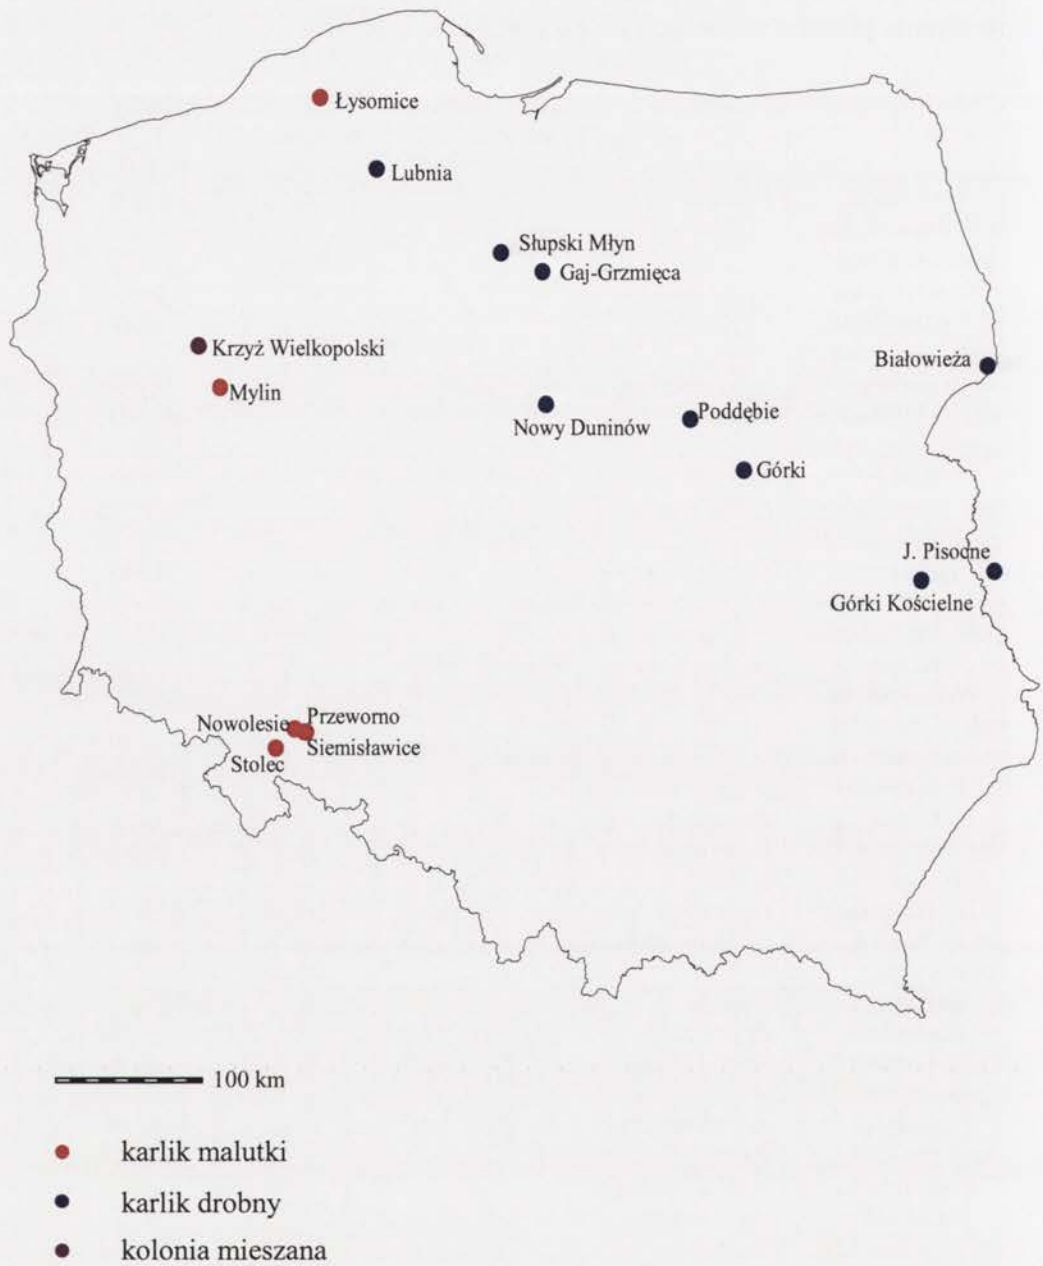 Łysomice
Lubnia
Słupski Młyn
Gaj-Grzmięca
Krzyż Wielkopolski
Białowieża
Mylin
Poddębie
Nowy Duninów
Górki
J. Pisocne
Górki Kościelne
Nowolesie
Przeworno
Siemisławice
Stolec
100 km
karlik malutki
karlik drobny
kolonia mieszana